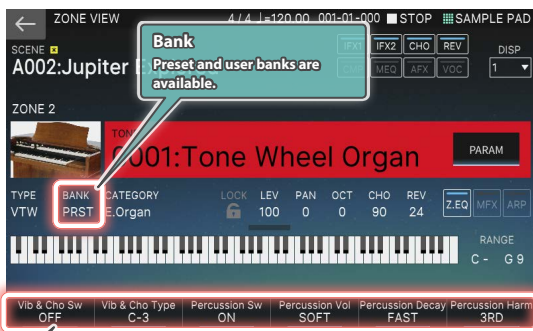 ZONE VIEW
4/4 ♩=120.00 001-01-000 STOP SAMPLE PAD
SCENE
A002:Jupiter
IFX1 IFX2 CHO REV DISP
MEQ AFX VOC 1
Bank
Preset and user banks are
available.
ZONE 2
TONE
0001:Tone Wheel Organ
PARAM
TYPE BANK CATEGORY LOCK LEV PAN OCT CHO REV
VTW PRST E.Organ 100 0 0 90 24
Z.EQ MFX ARP
RANGE
C - G 9
Vib & Cho Sw Vib & Cho Type Percussion Sw Percussion Vol Percussion Decay Percussion Harm
OFF C-3 ON SOFT FAST 3RD